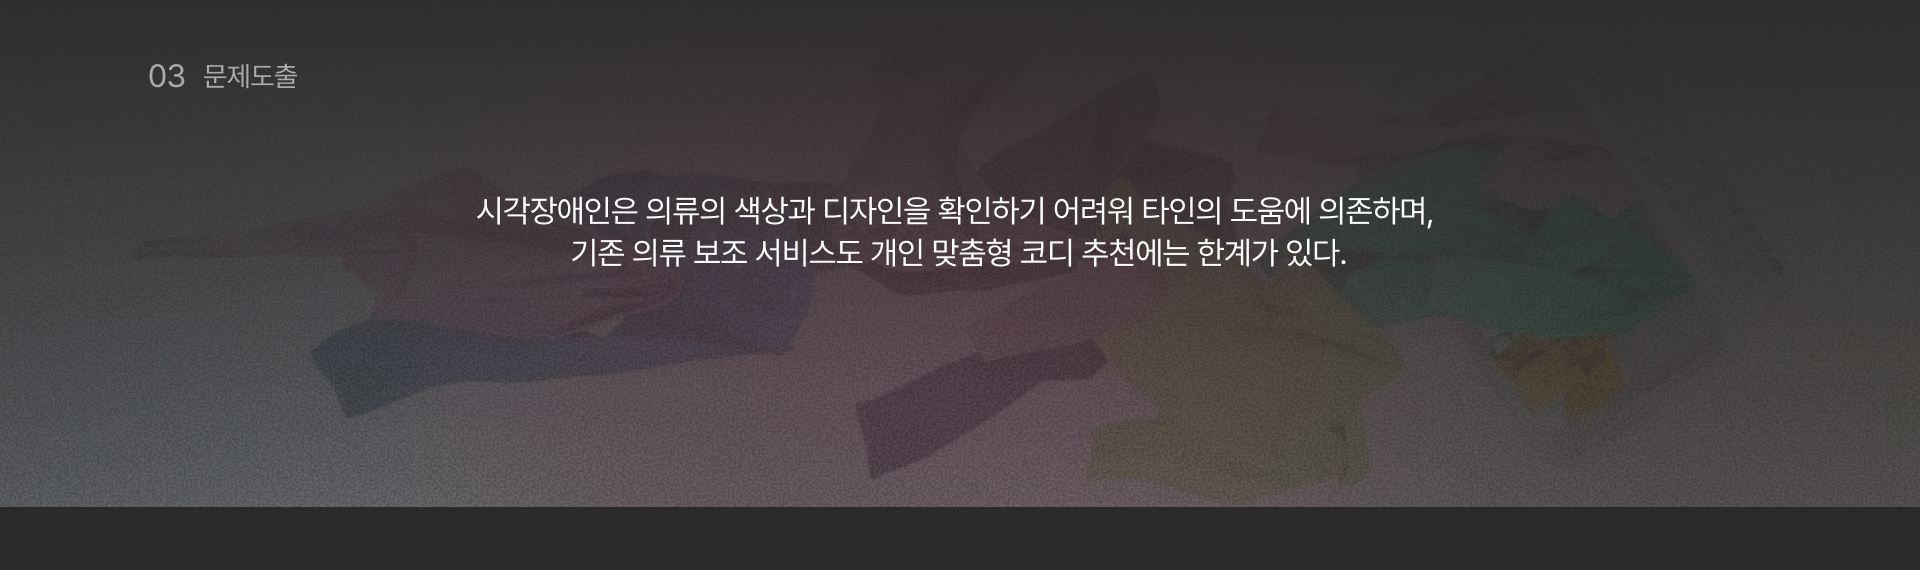 03 문제도출
시각장애인은 의류의 색상과 디자인을 확인하기 어려워 타인의 도움에 의존하며,
기존 의류 보조 서비스도 개인 맞춤형 코디 추천에는 한계가 있다.